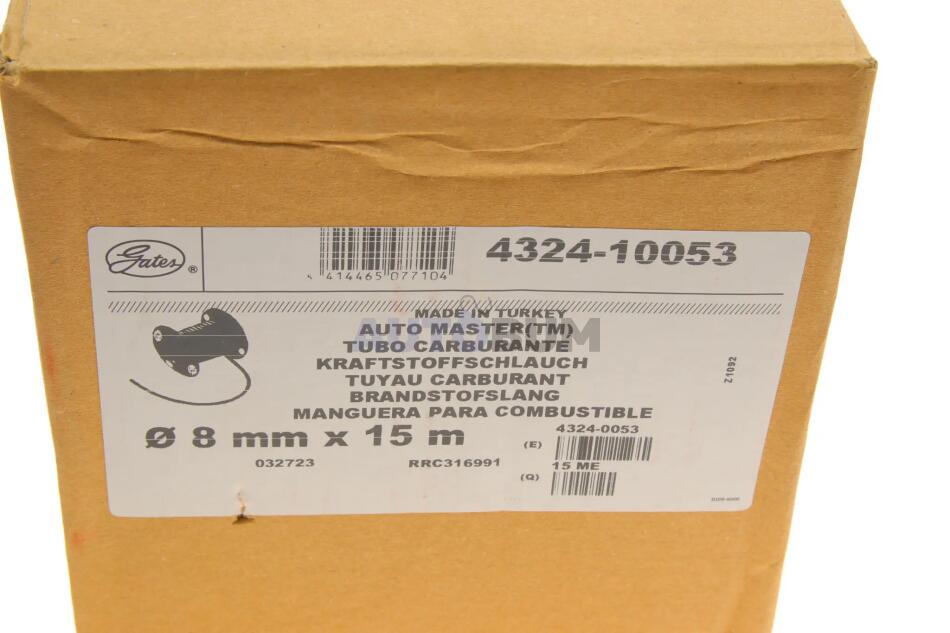 Gates ®
4 414465 077104
4324-10053
MADE IN TURKEY
AUTO MASTER(TM)
TUBO CARBURANTE
KRAFTSTOFFSCHLAUCH
TUYAU CARBURANT
BRANDSTOFSLANG
MANGUERA PARA COMBUSTIBLE
Z1092
Ø 8 mm x 15 m
4324-0053
(E)
032723
RRC316991
15 ME
(Q)